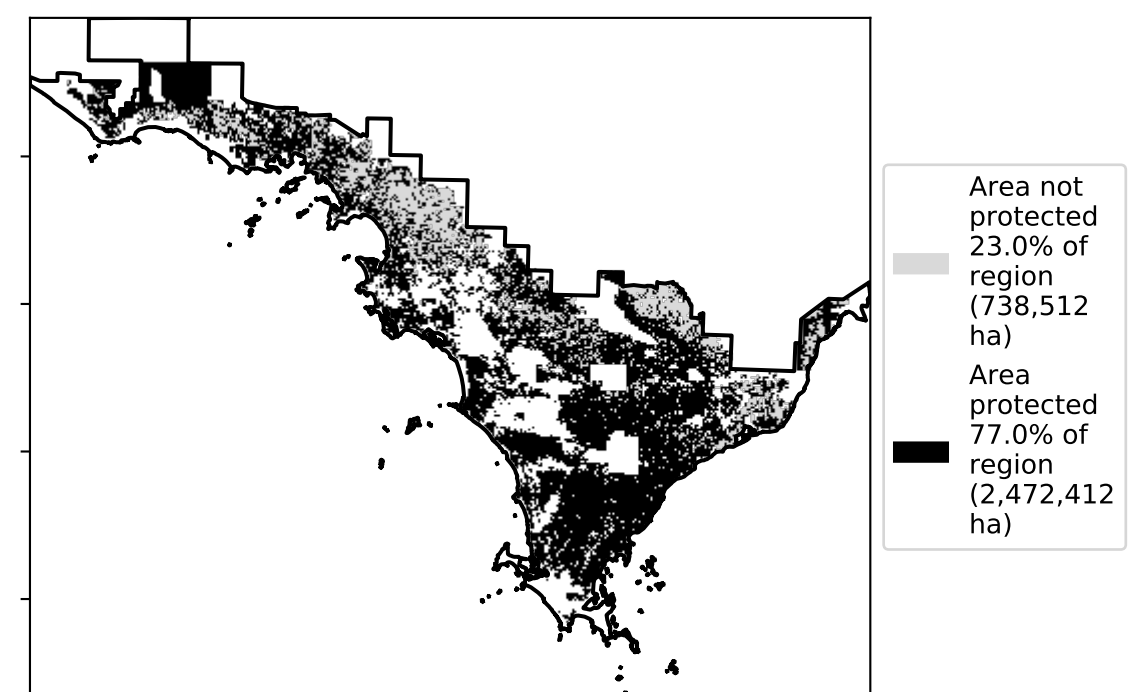 Area not
protected
23.0% of
region
(738,512
ha)
Area
protected
77.0% of
region
(2,472,412
ha)